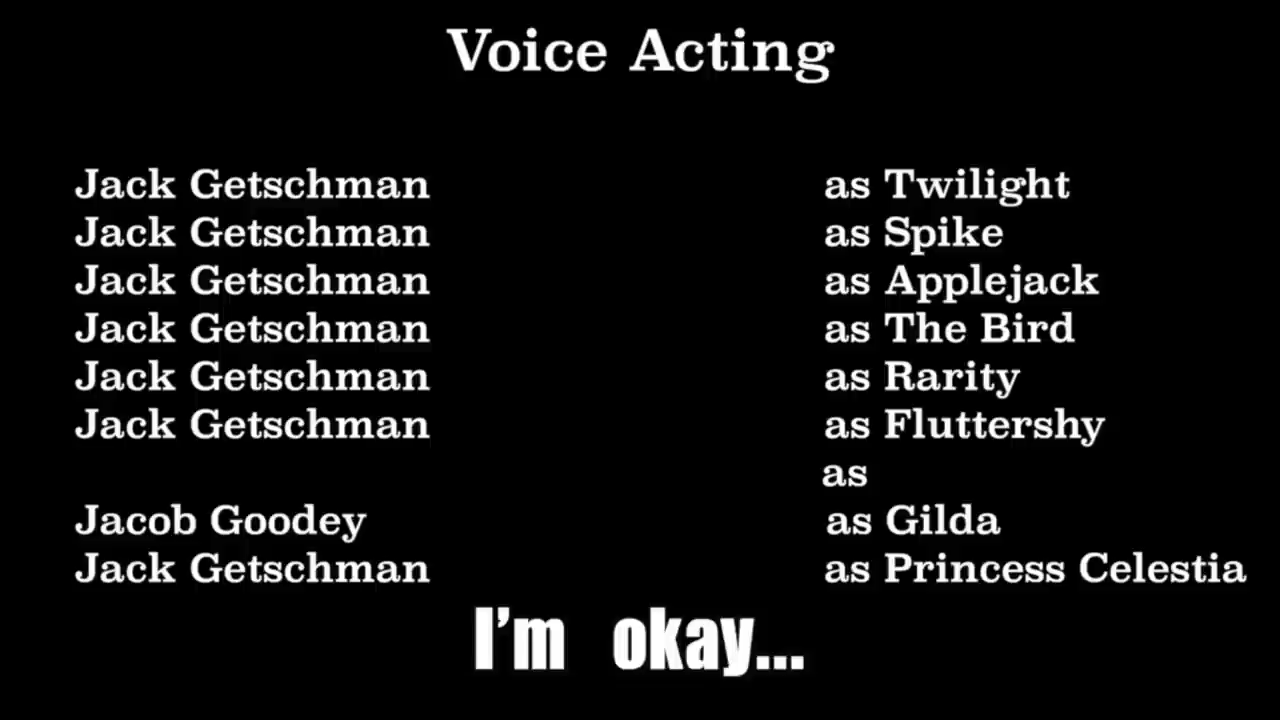 Voice Acting
Jack Getschman as Twilight
Jack Getschman as Spike
Jack Getschman as Applejack
Jack Getschman as The Bird
Jack Getschman as Rarity
Jack Getschman as Fluttershy
as
Jacob Goodey as Gilda
Jack Getschman as Princess Celestia
I'm okay...